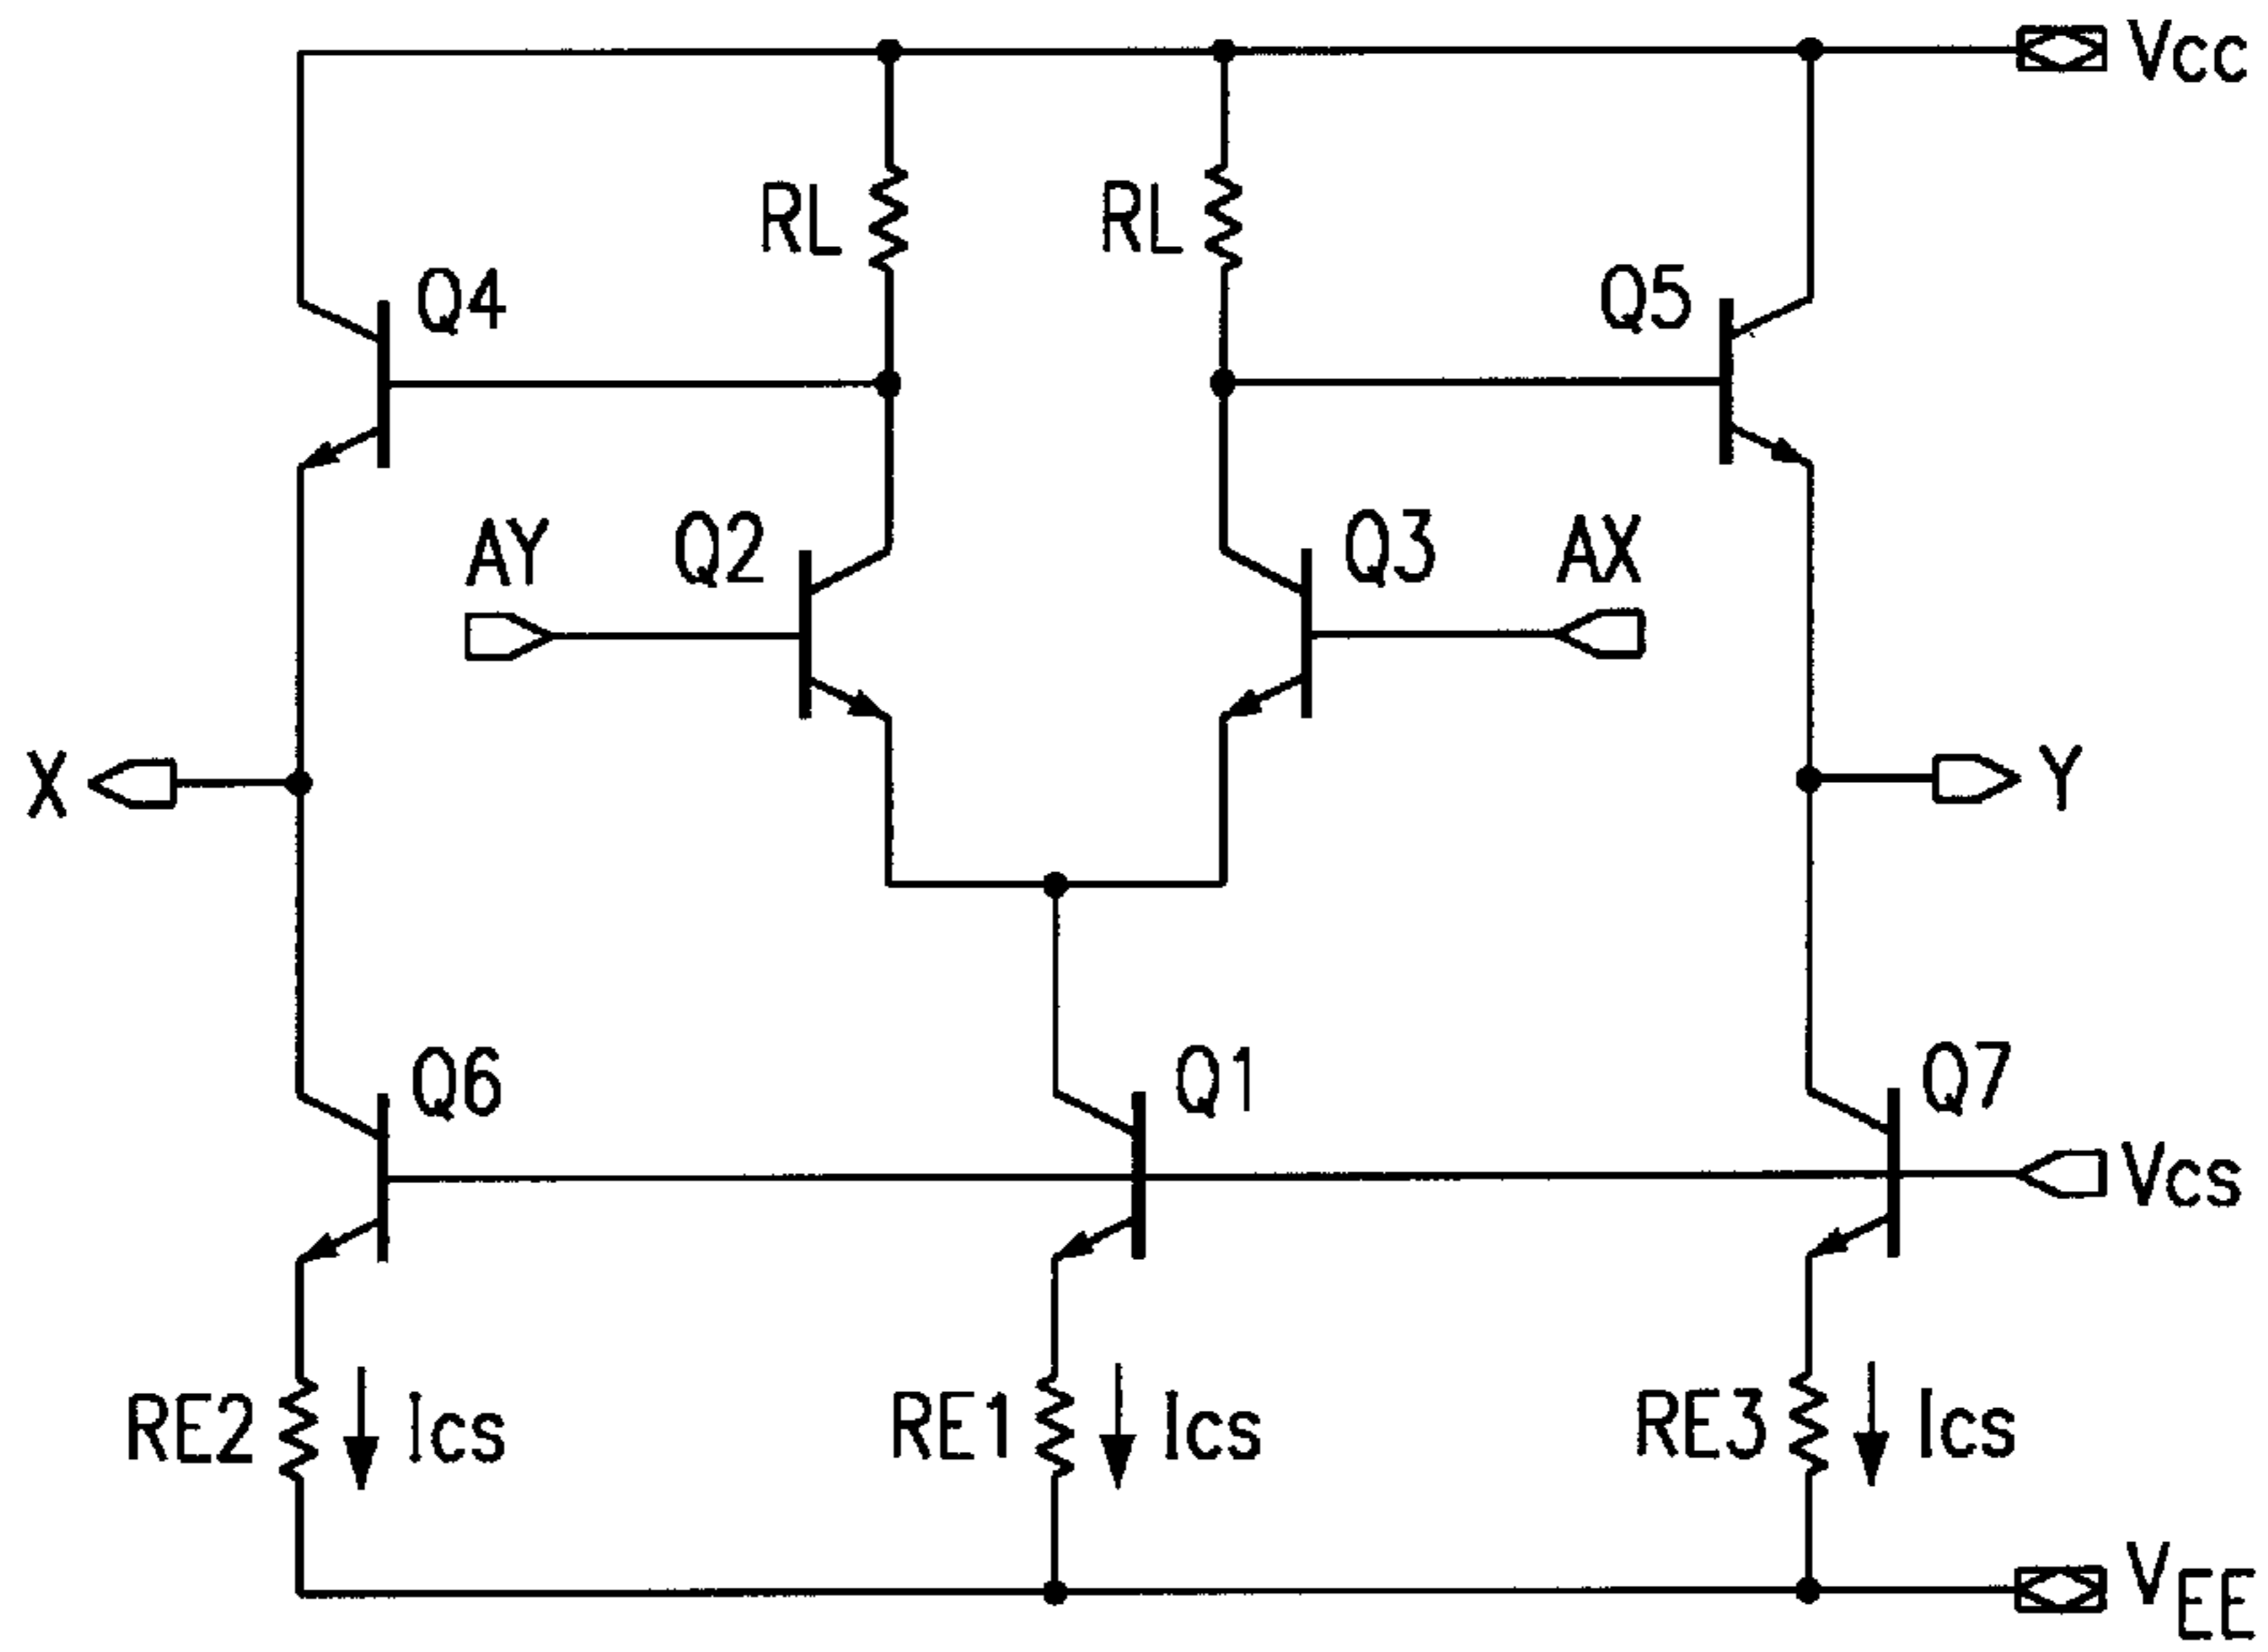 Vcc
RL
RL
Q4
Q5
AY
Q2
Q3
AX
X
Y
Q6
Q1
Q7
Vcs
RE2
Ics
RE1
Ics
RE3
Ics
VEE